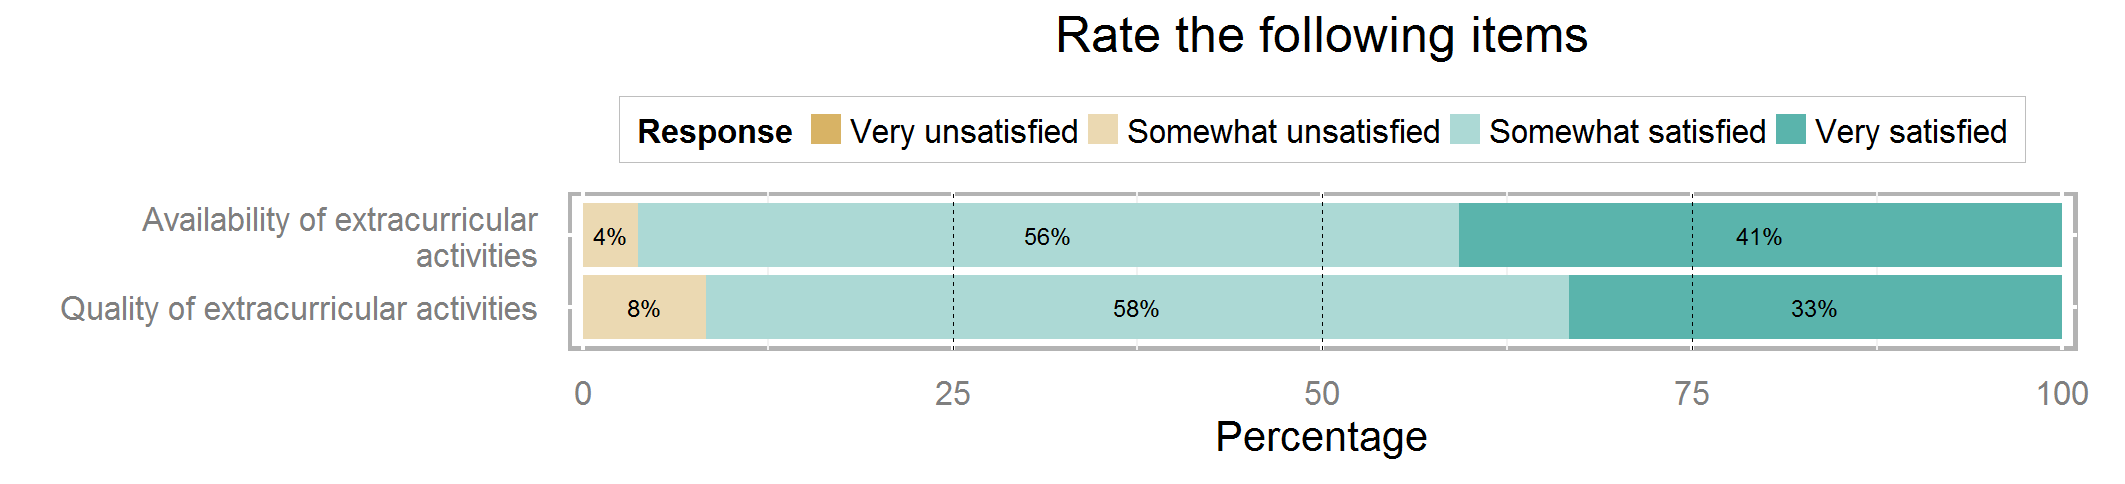 Rate the following items
Response Very unsatisfied Somewhat unsatisfied Somewhat satisfied Very satisfied
Availability of extracurricular
activities
4% 56% 41%
Quality of extracurricular activities
8% 58% 33%
0 25 50 75 100
Percentage